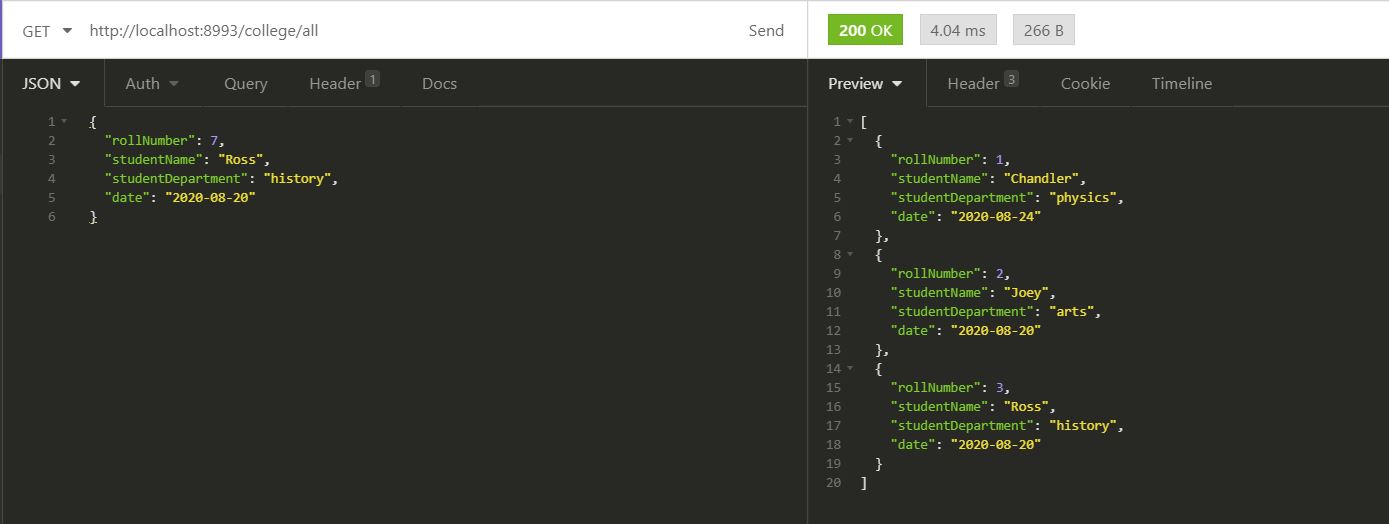 GET http://localhost:8993/college/all Send
200 OK 4.04 ms 266 B
JSON Auth Query Header 1 Docs
1 {
2 "rollNumber": 7,
3 "studentName": "Ross",
4 "studentDepartment": "history",
5 "date": "2020-08-20"
6 }
Preview Header 3 Cookie Timeline
1 [
2 {
3 "rollNumber": 1,
4 "studentName": "Chandler",
5 "studentDepartment": "physics",
6 "date": "2020-08-24"
7 },
8 {
9 "rollNumber": 2,
10 "studentName": "Joey",
11 "studentDepartment": "arts",
12 "date": "2020-08-20"
13 },
14 {
15 "rollNumber": 3,
16 "studentName": "Ross",
17 "studentDepartment": "history",
18 "date": "2020-08-20"
19 }
20 ]